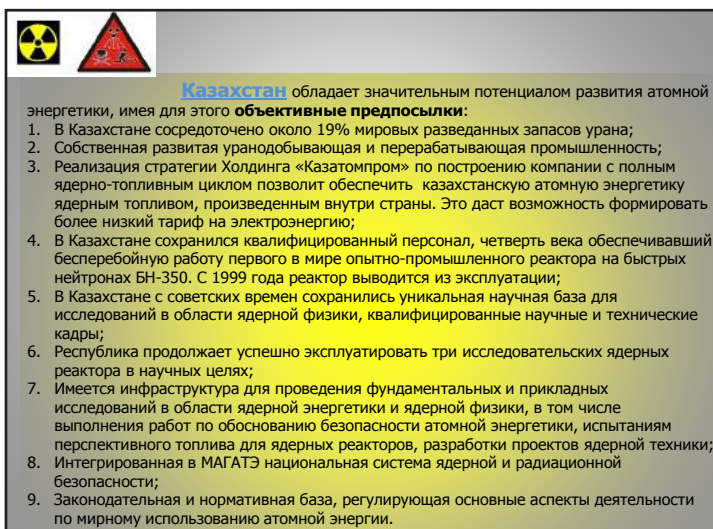 Казахстан обладает значительным потенциалом развития атомной
энергетики, имея для этого объективные предпосылки:
1. В Казахстане сосредоточено около 19% мировых разведанных запасов урана;
2. Собственная развитая уранодобывающая и перерабатывающая промышленность;
3. Реализация стратегии Холдинга «Казатомпром» по построению компании с полным
ядерно-топливным циклом позволит обеспечить казахстанскую атомную энергетику
ядерным топливом, произведенным внутри страны. Это даст возможность формировать
более низкий тариф на электроэнергию;
4. В Казахстане сохранился квалифицированный персонал, четверть века обеспечивавший
бесперебойную работу первого в мире опытно-промышленного реактора на быстрых
нейтронах БН-350. С 1999 года реактор выводится из эксплуатации;
5. В Казахстане с советских времен сохранились уникальная научная база для
исследований в области ядерной физики, квалифицированные научные и технические
кадры;
6. Республика продолжает успешно эксплуатировать три исследовательских ядерных
реактора в научных целях;
7. Имеется инфраструктура для проведения фундаментальных и прикладных
исследований в области ядерной энергетики и ядерной физики, в том числе
выполнения работ по обоснованию безопасности атомной энергетики, испытаниям
перспективного топлива для ядерных реакторов, разработки проектов ядерной техники;
8. Интегрированная в МАГАТЭ национальная система ядерной и радиационной
безопасности;
9. Законодательная и нормативная база, регулирующая основные аспекты деятельности
по мирному использованию атомной энергии.